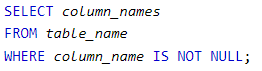 SELECT column_names
FROM table_name
WHERE column_name IS NOT NULL;